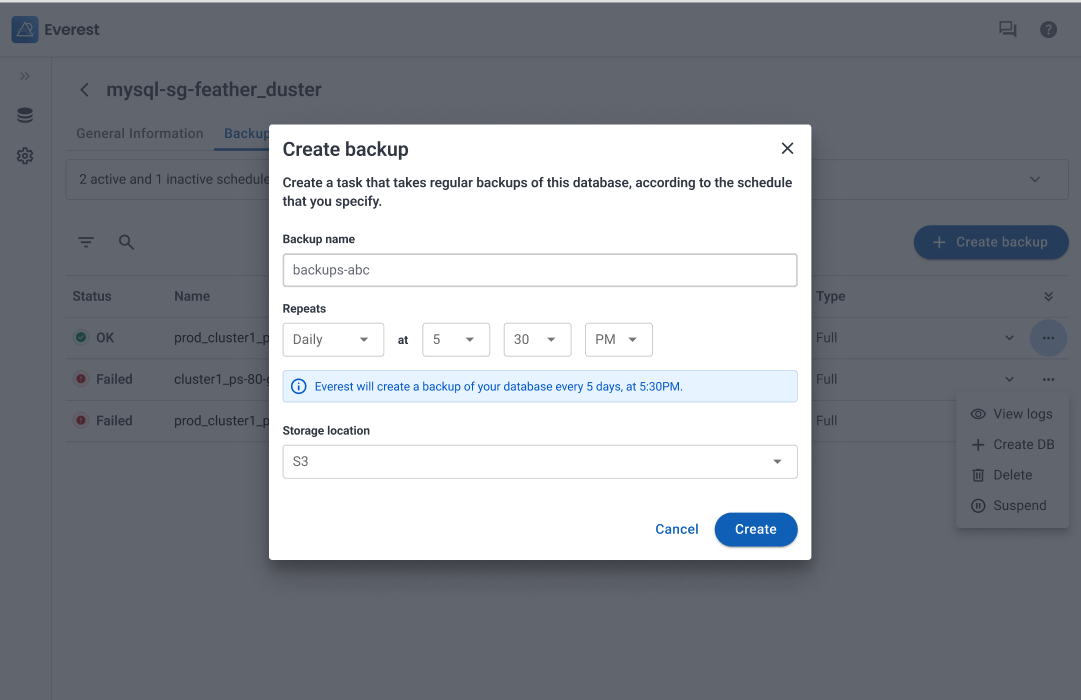 Everest
mysql-sg-feather_duster
General Information
Backup
2 active and 1 inactive schedule
Create backup
Status Name Type
OK prod_cluster1_p Full
Failed cluster1_ps-80- Full
Failed prod_cluster1_p Full
View logs
Create DB
Delete
Suspend
Create backup
Create a task that takes regular backups of this database, according to the schedule
that you specify.
Backup name
backups-abc
Repeats
Daily at 5 30 PM
Everest will create a backup of your database every 5 days, at 5:30PM.
Storage location
S3
Cancel Create